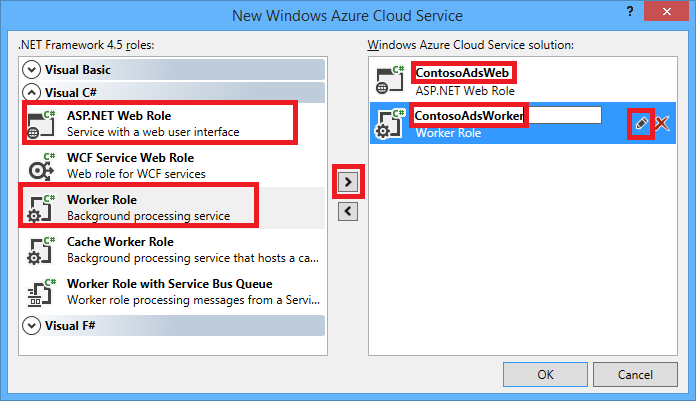 New Windows Azure Cloud Service
?
.NET Framework 4.5 roles:
Visual Basic
Visual C#
C#
ASP.NET Web Role
Service with a web user interface
C#
WCF Service Web Role
Web role for WCF services
C#
Worker Role
Background processing service
C#
Cache Worker Role
Background processing service that hosts a ca...
C#
Worker Role with Service Bus Queue
Worker role processing messages from a Servi...
Visual F#
Windows Azure Cloud Service solution:
C#
ContosoAdsWeb
ASP.NET Web Role
C#
ContosoAdsWorker
Worker Role
OK
Cancel